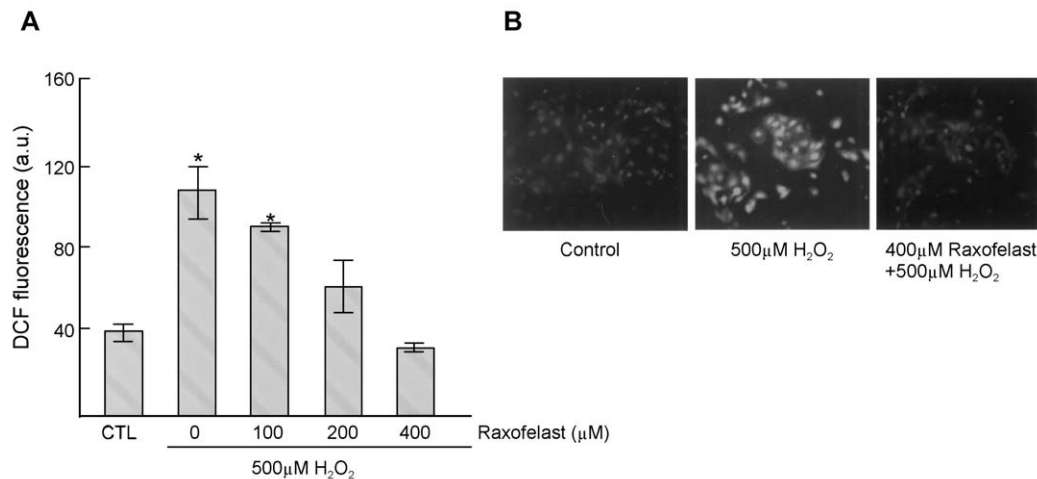 A
B
DCF fluorescence (a.u.)
160
120
80
40
*
*
CTL 0 100 200 400 Raxofelast (μM)
500μM H₂O₂
Control
500μM H₂O₂
400μM Raxofelast
+500μM H₂O₂